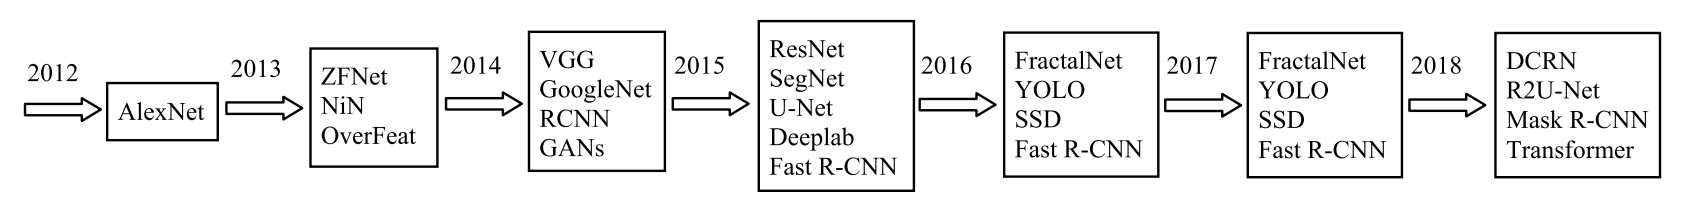 2012
AlexNet
2013
ZFNet
NiN
OverFeat
2014
VGG
GoogleNet
RCNN
GANs
2015
ResNet
SegNet
U-Net
Deeplab
Fast R-CNN
2016
FractalNet
YOLO
SSD
Fast R-CNN
2017
FractalNet
YOLO
SSD
Fast R-CNN
2018
DCRN
R2U-Net
Mask R-CNN
Transformer